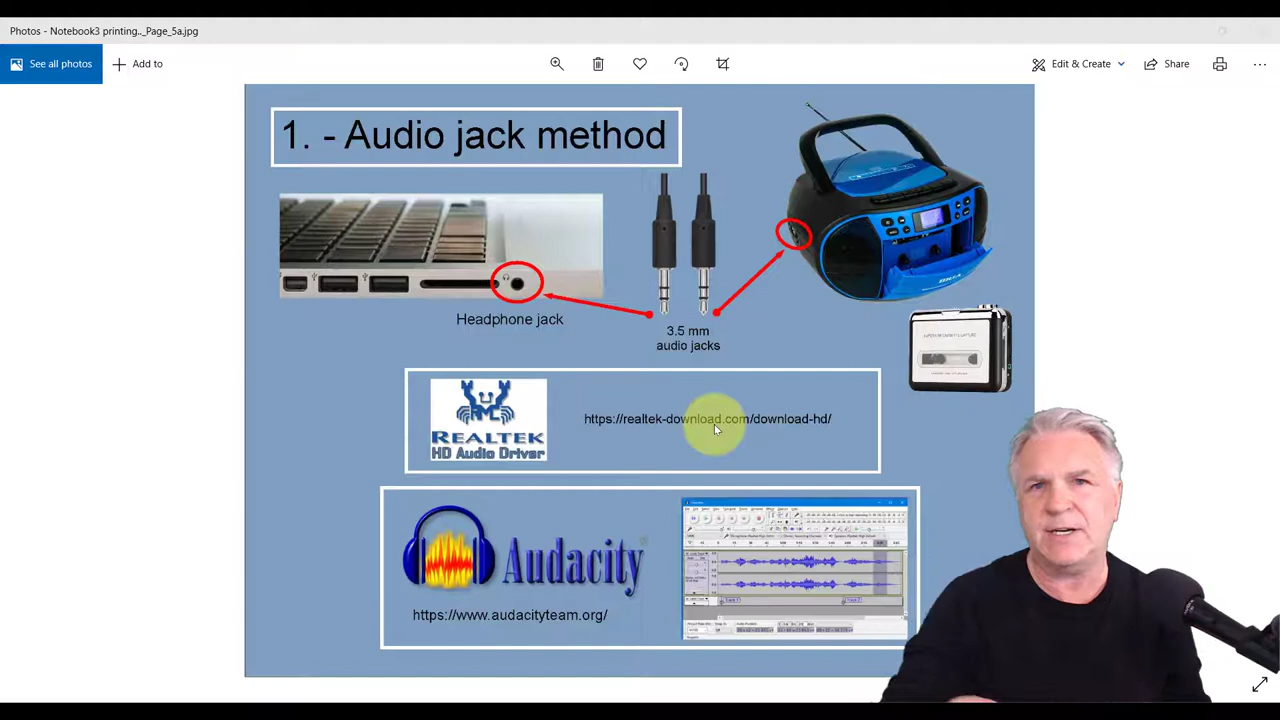 Photos - Notebook3 printing.._Page_5a.jpg
See all photos
Add to
Edit & Create
Share
1. - Audio jack method
Headphone jack
3.5 mm
audio jacks
REALTEK
HD Audio Driver
https://realtek-download.com/download-hd/
Audacity
https://www.audacityteam.org/